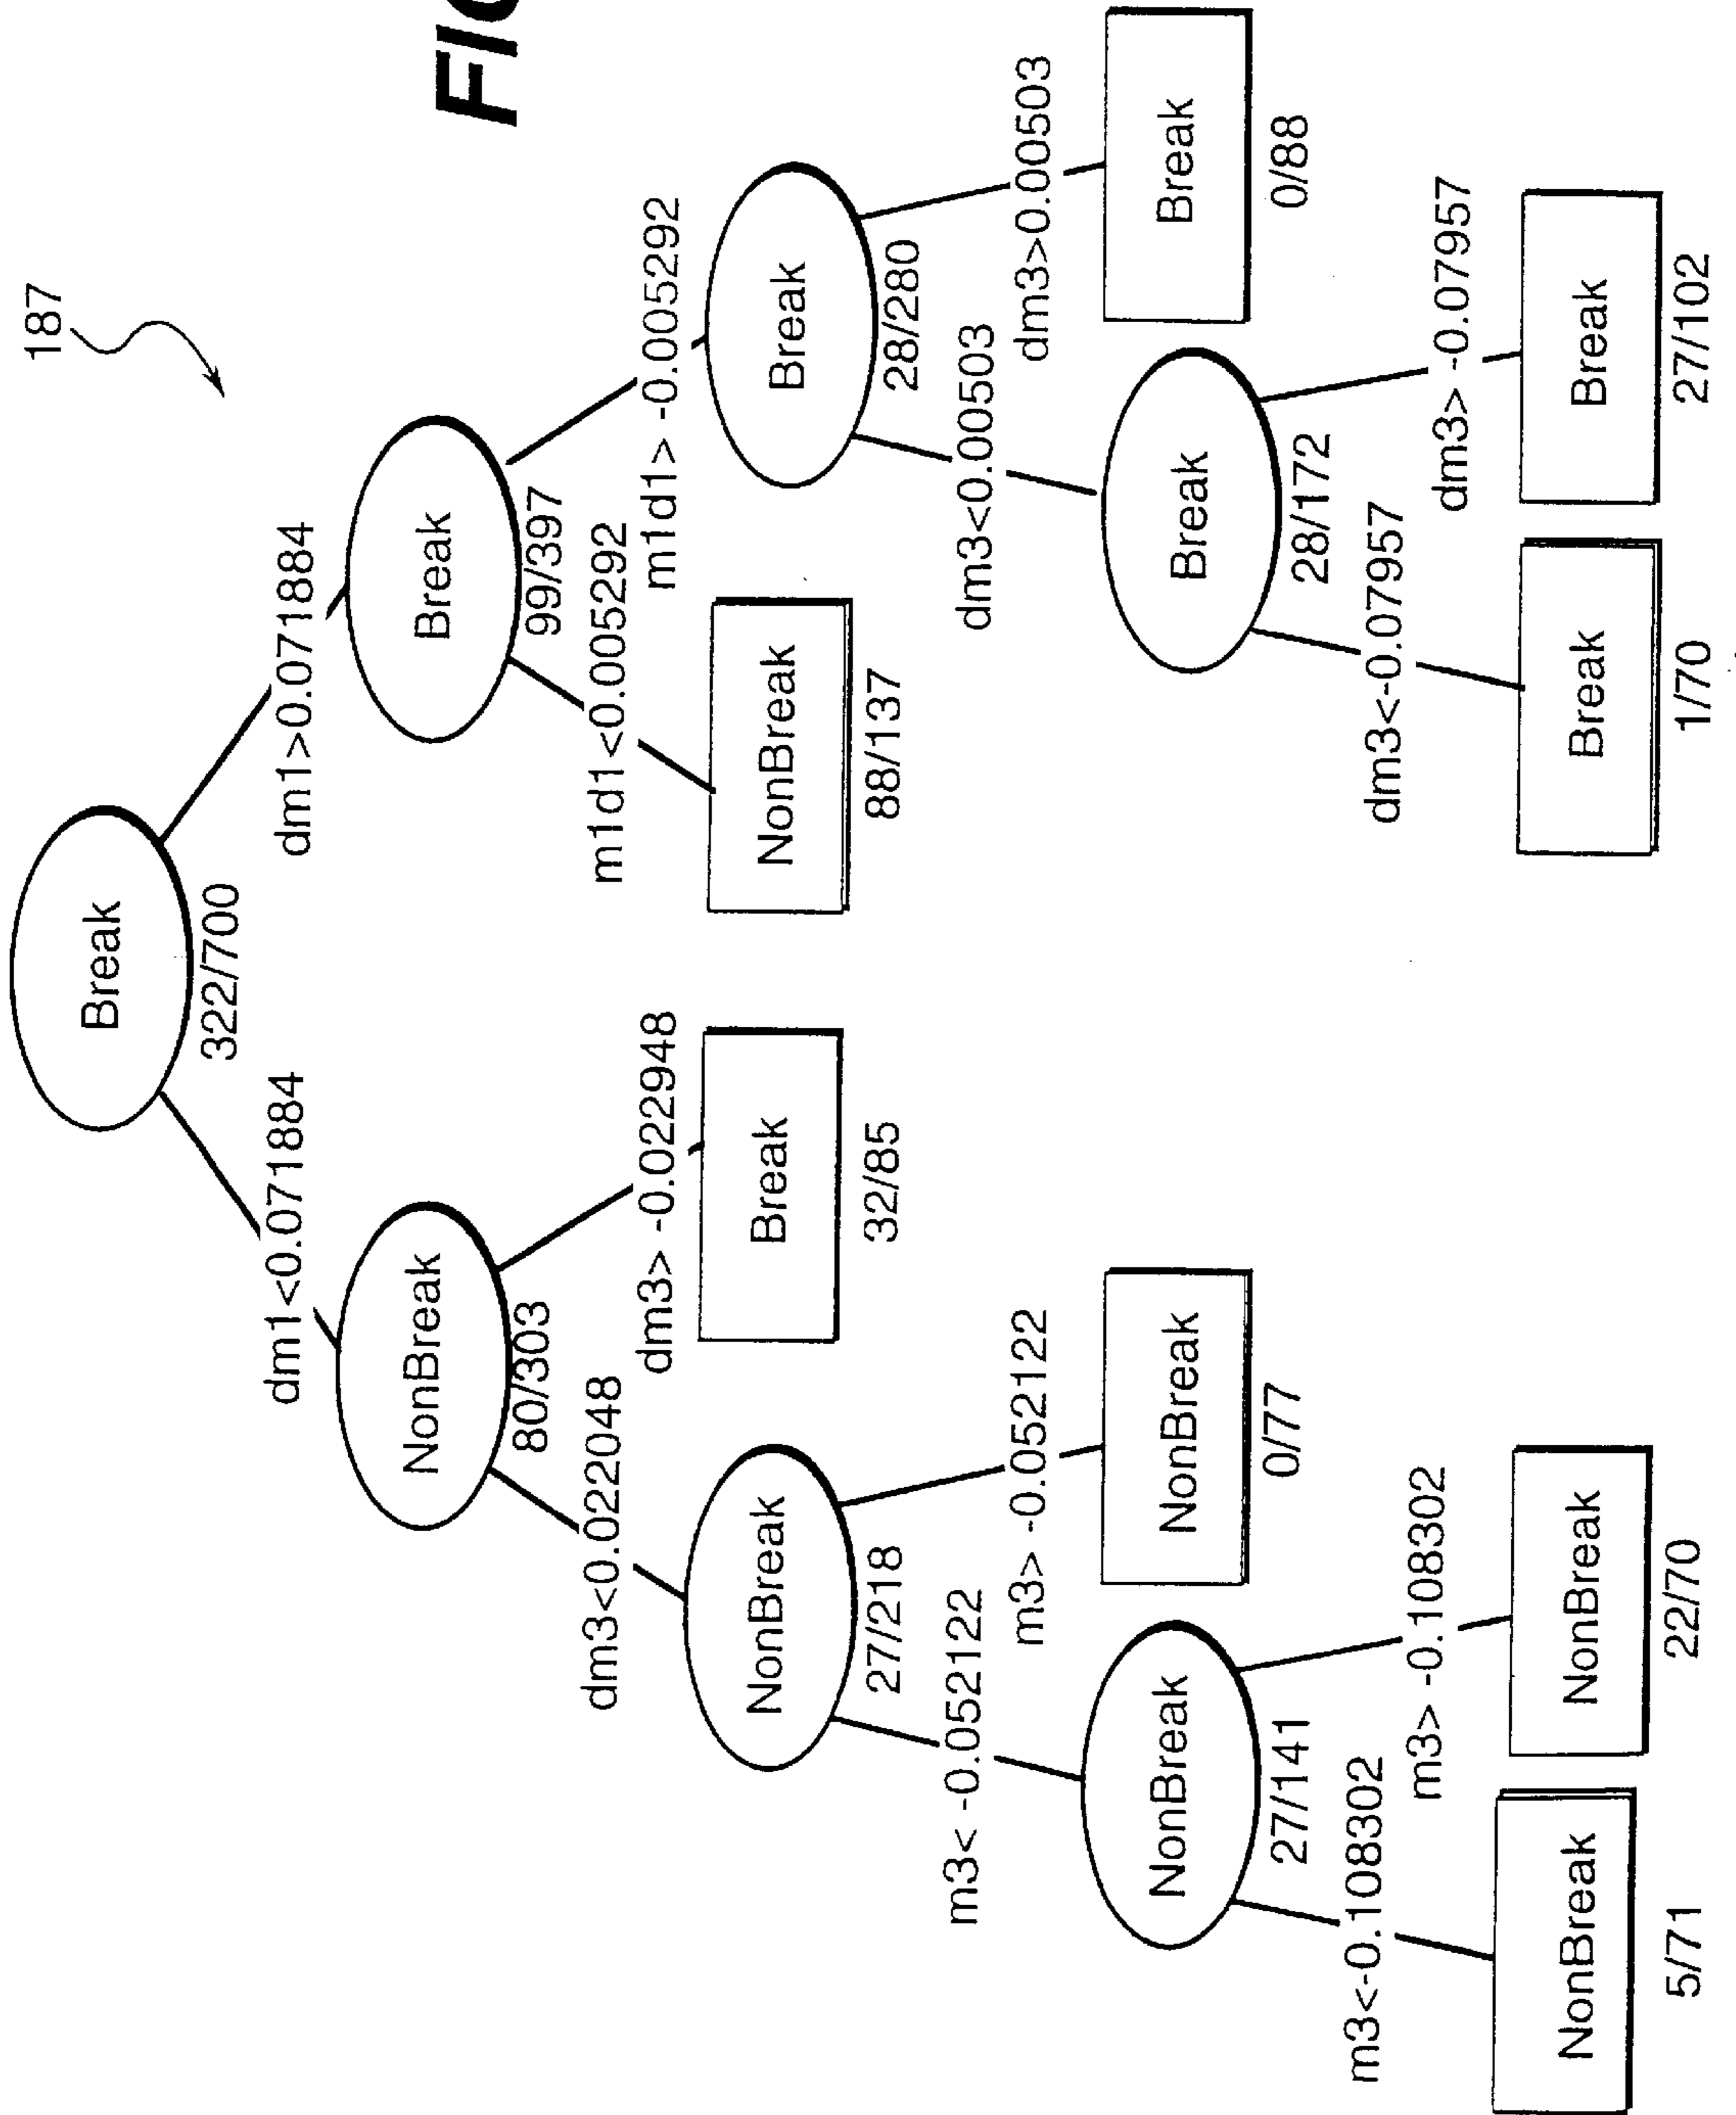 FIG
187
Break
322/700
dm1<0.071884
dm1>0.071884
NonBreak
80/303
Break
99/397
dm3<0.022048
dm3> -0.022948
m1d1<0.005292
m1d1> -0.005292
NonBreak
27/218
Break
32/85
NonBreak
88/137
Break
28/280
m3< -0.052122
m3> -0.052122
dm3<0.00503
dm3>0.00503
NonBreak
27/141
NonBreak
0/77
Break
28/172
Break
0/88
m3<-0.108302
m3> -0.108302
dm3<-0.07957
dm3> -0.07957
NonBreak
5/71
NonBreak
22/70
Break
1/70
Break
27/102